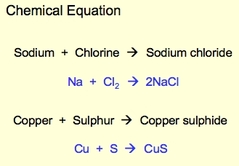 Chemical Equation
Sodium + Chlorine → Sodium chloride
Na + Cl₂ → 2NaCl
Copper + Sulphur → Copper sulphide
Cu + S → CuS